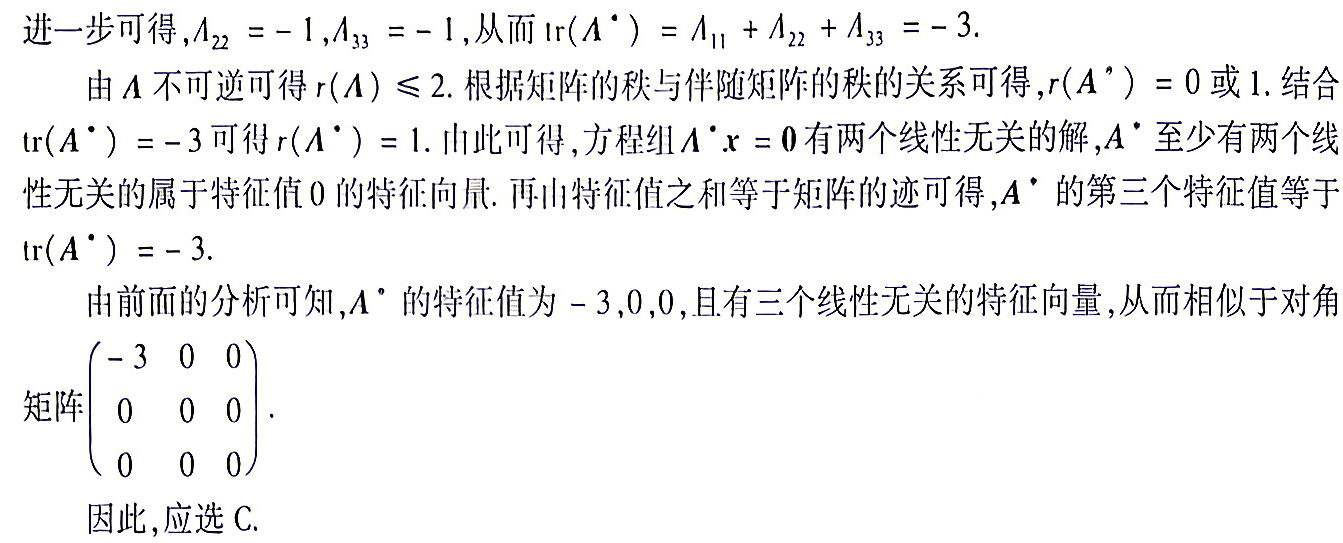 进一步可得,A₂₂ = - 1,A₃₃ = - 1,从而 tr(A*) = A₁₁ + A₂₂ + A₃₃ = - 3.
由 A 不可逆可得 r(A) ≤ 2. 根据矩阵的秩与伴随矩阵的秩的关系可得,r(A*) = 0 或 1. 结合
tr(A*) = - 3 可得 r(A*) = 1. 由此可得,方程组 A*x = 0 有两个线性无关的解,A* 至少有两个线
性无关的属于特征值 0 的特征向量. 再由特征值之和等于矩阵的迹可得,A* 的第三个特征值等于
tr(A*) = - 3.
由前面的分析可知,A* 的特征值为 - 3,0,0,且有三个线性无关的特征向量,从而相似于对角
- 3 0 0
矩阵 0 0 0 .
0 0 0
因此,应选 C.